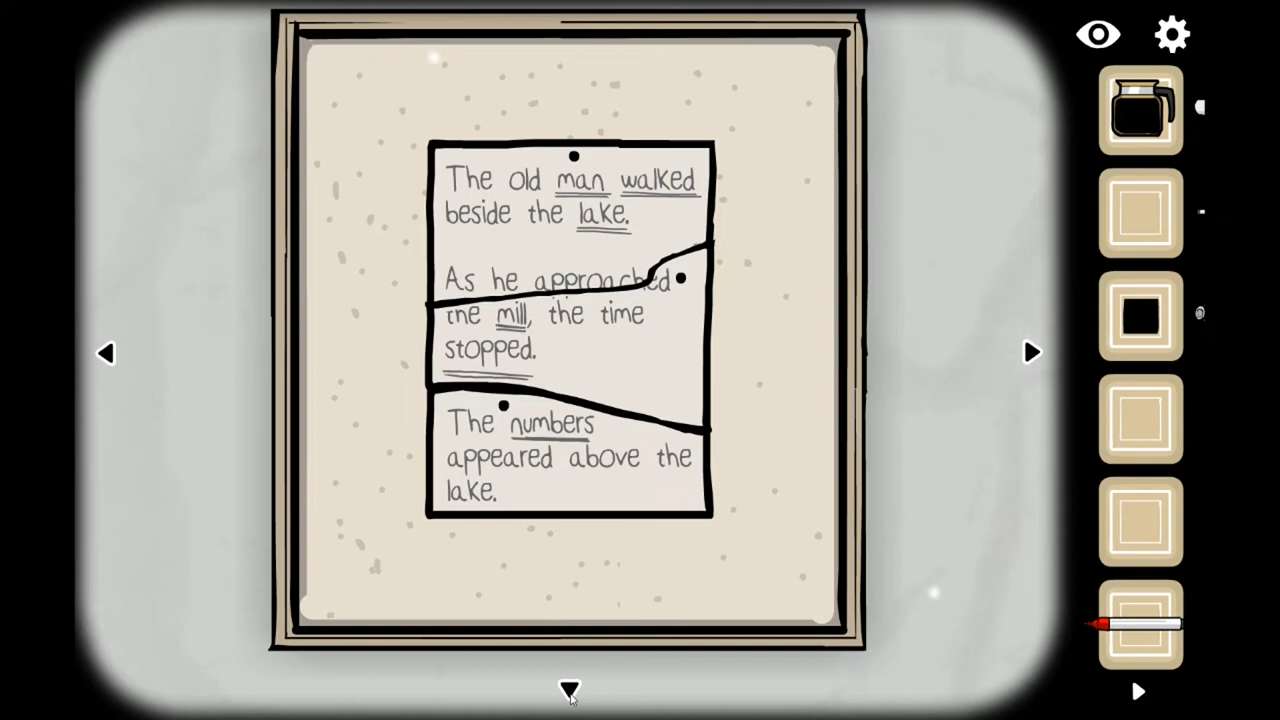 The old man walked
beside the lake.
As he approached
the mill, the time
stopped.
The numbers
appeared above the
lake.